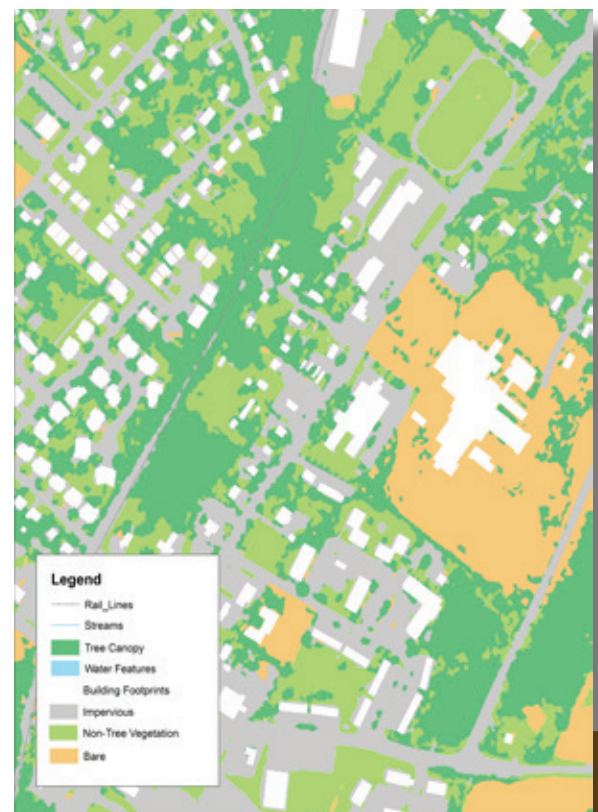 Legend
Rail_Lines
Streams
Tree Canopy
Water Features
Building Footprints
Impervious
Non-Tree Vegetation
Bare